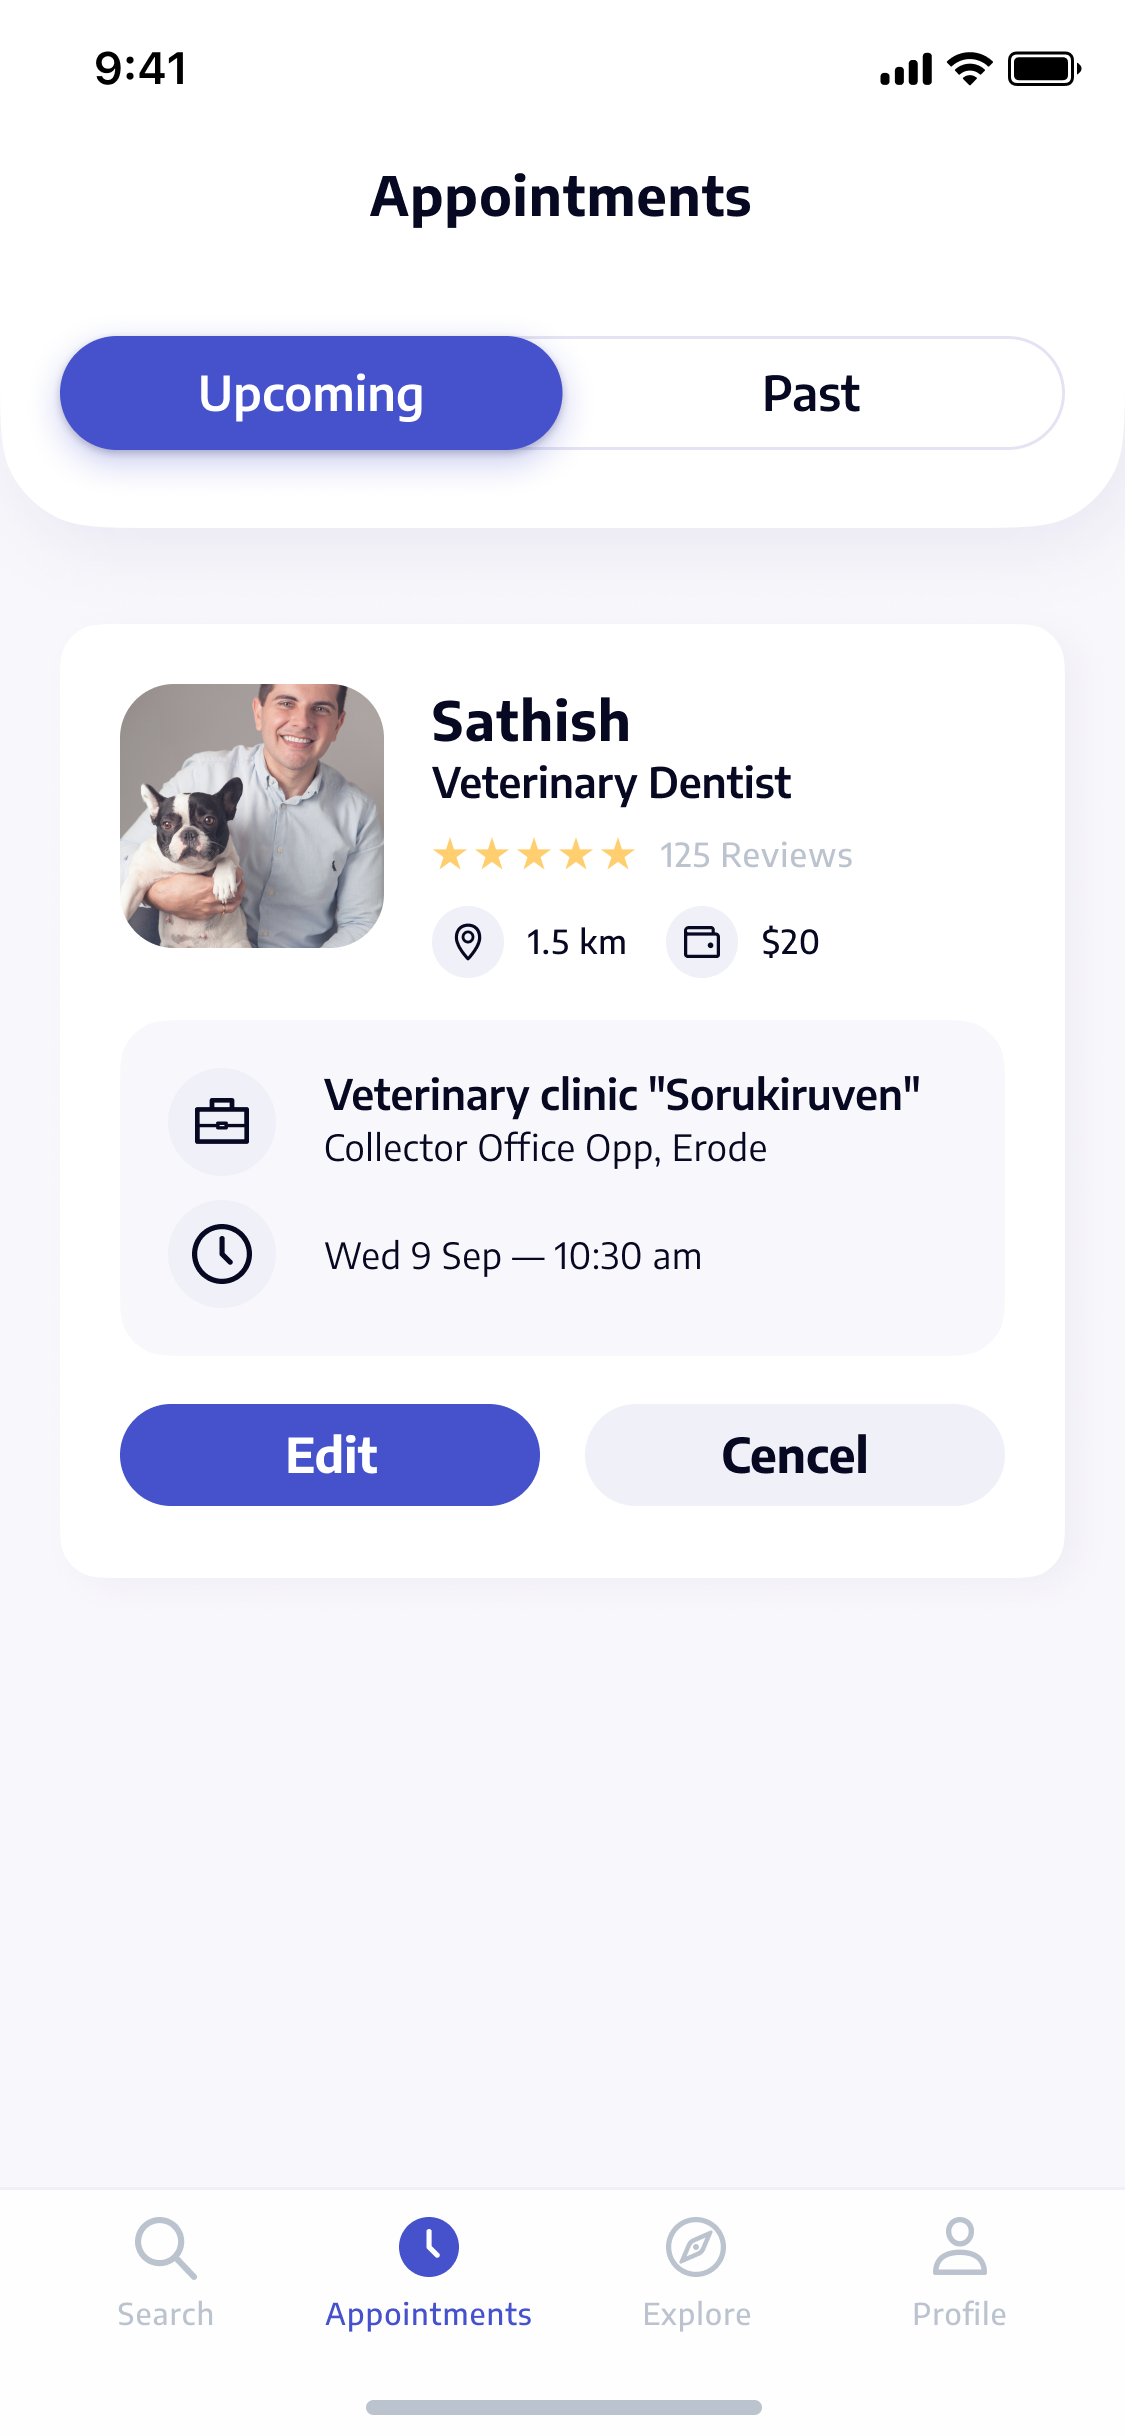 9:41
Appointments
Upcoming
Past
Sathish
Veterinary Dentist
125 Reviews
1.5 km
$20
Veterinary clinic "Sorukiruven"
Collector Office Opp, Erode
Wed 9 Sep — 10:30 am
Edit
Cencel
Search
Appointments
Explore
Profile